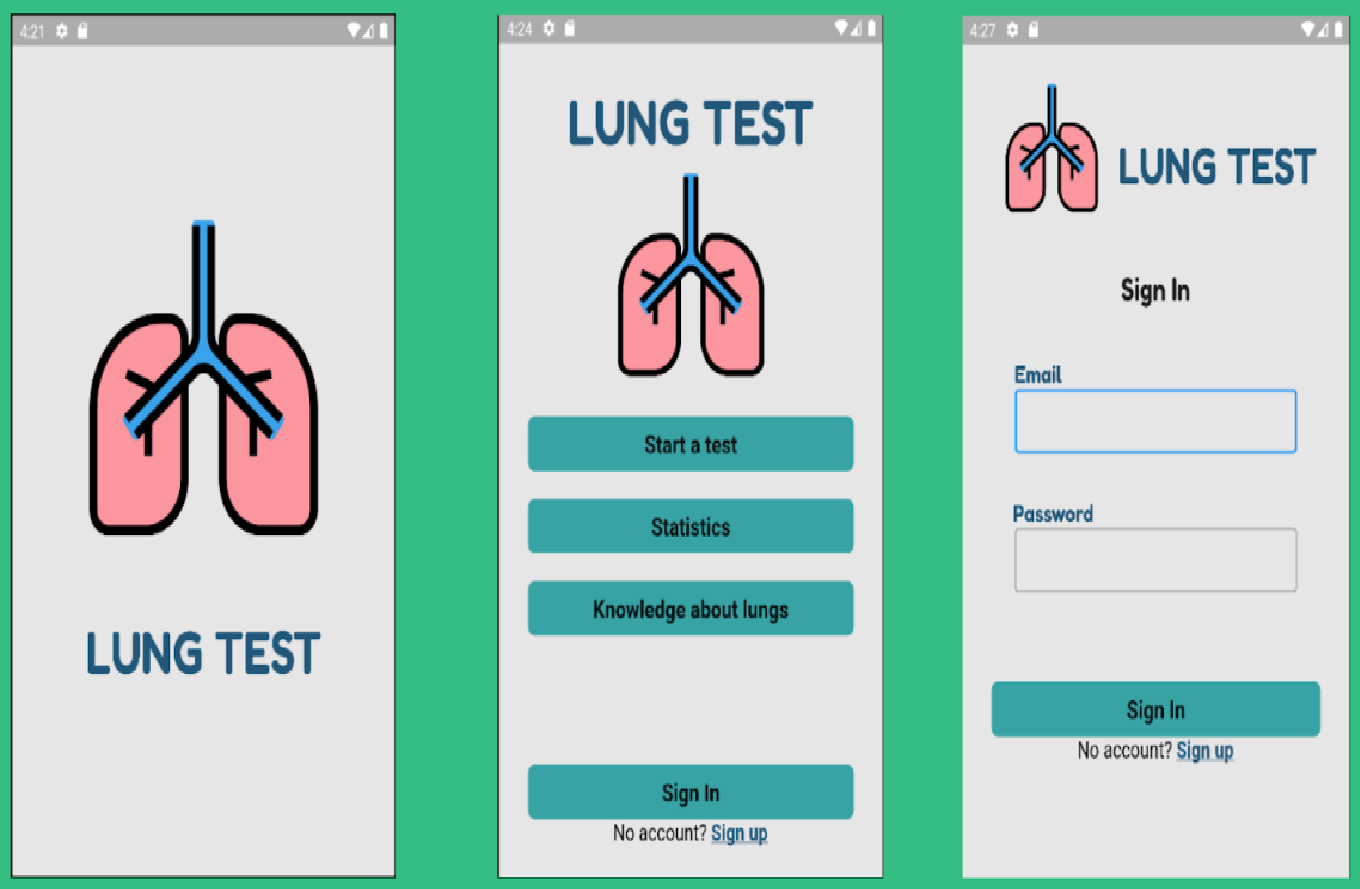 4:21
LUNG TEST
4:24
LUNG TEST
Start a test
Statistics
Knowledge about lungs
Sign In
No account? Sign up
4:27
LUNG TEST
Sign In
Email
Password
Sign In
No account? Sign up